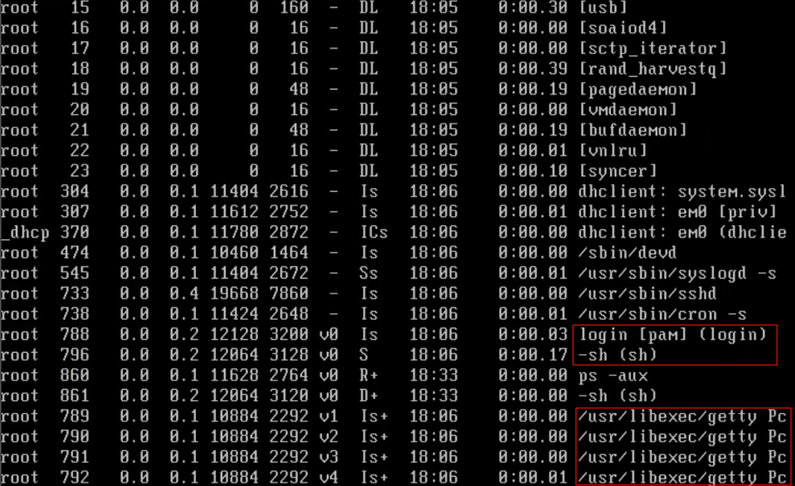 root 15 0.0 0.0 0 160 - DL 18:05 0:00.30 [usb]
root 16 0.0 0.0 0 16 - DL 18:05 0:00.00 [soaiod4]
root 17 0.0 0.0 0 16 - DL 18:05 0:00.00 [sctp_iterator]
root 18 0.0 0.0 0 16 - DL 18:05 0:00.39 [rand_harvestq]
root 19 0.0 0.0 0 48 - DL 18:05 0:00.19 [pagedaemon]
root 20 0.0 0.0 0 16 - DL 18:05 0:00.00 [vmdaemon]
root 21 0.0 0.0 0 48 - DL 18:05 0:00.19 [bufdaemon]
root 22 0.0 0.0 0 16 - DL 18:05 0:00.01 [vnlru]
root 23 0.0 0.0 0 16 - DL 18:05 0:00.10 [syncer]
root 304 0.0 0.1 11404 2616 - Is 18:06 0:00.00 dhclient: system.sysl
root 307 0.0 0.1 11612 2752 - Is 18:06 0:00.01 dhclient: em0 [priv]
_dhcp 370 0.0 0.1 11780 2872 - ICs 18:06 0:00.00 dhclient: em0 (dhclie
root 474 0.0 0.1 10460 1464 - Is 18:06 0:00.00 /sbin/devd
root 545 0.0 0.1 11404 2672 - Ss 18:06 0:00.01 /usr/sbin/syslogd -s
root 733 0.0 0.4 19668 7860 - Is 18:06 0:00.00 /usr/sbin/sshd
root 738 0.0 0.1 11424 2648 - Is 18:06 0:00.01 /usr/sbin/cron -s
root 788 0.0 0.2 12128 3200 v0 Is 18:06 0:00.03 login [pam] (login)
root 796 0.0 0.2 12064 3128 v0 S 18:06 0:00.17 -sh (sh)
root 860 0.0 0.1 11628 2764 v0 R+ 18:33 0:00.00 ps -aux
root 861 0.0 0.2 12064 3120 v0 D+ 18:33 0:00.00 -sh (sh)
root 789 0.0 0.1 10884 2292 v1 Is+ 18:06 0:00.00 /usr/libexec/getty Pc
root 790 0.0 0.1 10884 2292 v2 Is+ 18:06 0:00.00 /usr/libexec/getty Pc
root 791 0.0 0.1 10884 2292 v3 Is+ 18:06 0:00.00 /usr/libexec/getty Pc
root 792 0.0 0.1 10884 2292 v4 Is+ 18:06 0:00.01 /usr/libexec/getty Pc